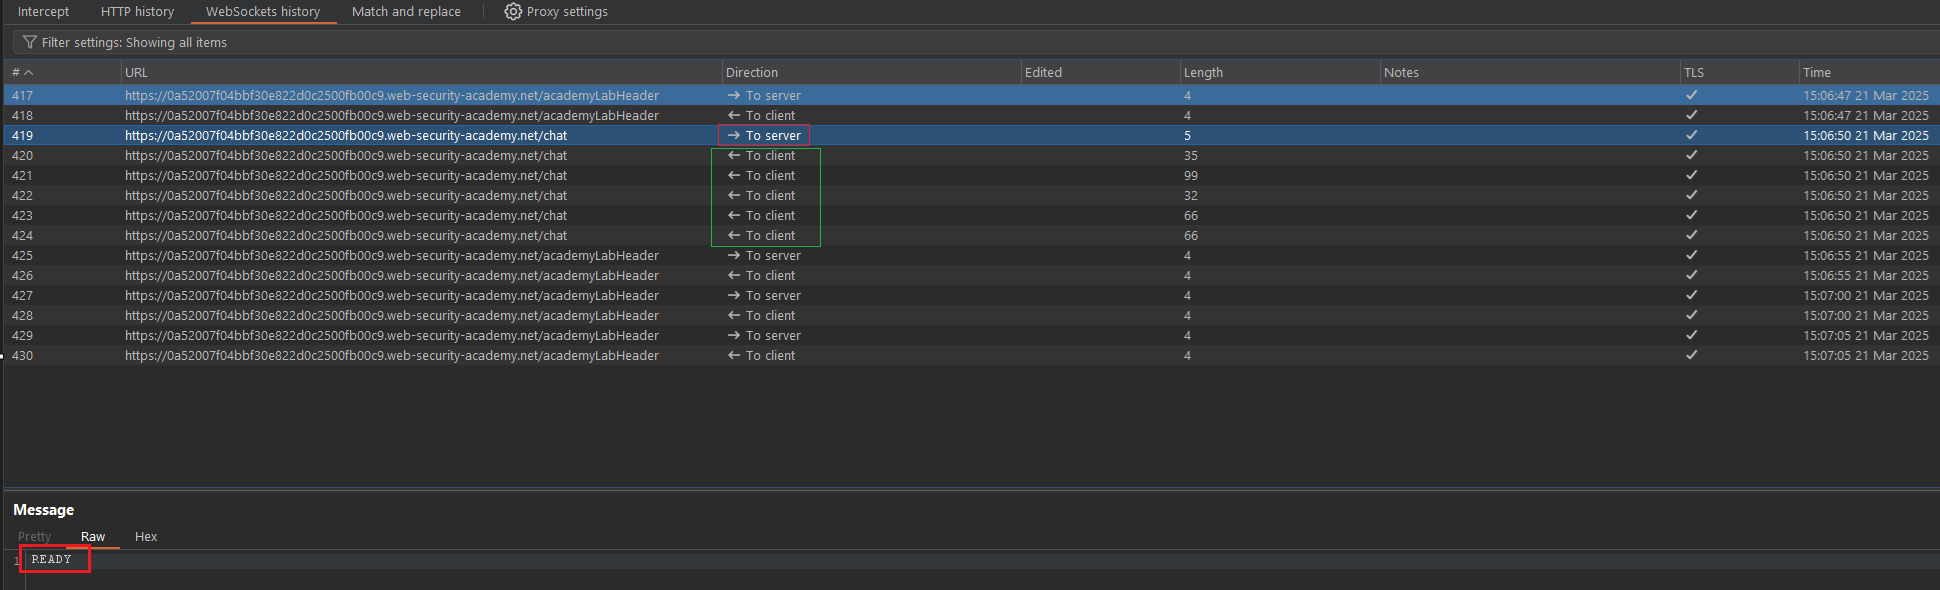 Intercept HTTP history WebSockets history Match and replace Proxy settings
Filter settings: Showing all items
# URL Direction Edited Length Notes TLS Time
417 https://0a52007f04bbf30e822d0c2500fb00c9.web-security-academy.net/academyLabHeader → To server 4 ✓ 15:06:47 21 Mar 2025
418 https://0a52007f04bbf30e822d0c2500fb00c9.web-security-academy.net/academyLabHeader ← To client 4 ✓ 15:06:47 21 Mar 2025
419 https://0a52007f04bbf30e822d0c2500fb00c9.web-security-academy.net/chat → To server 5 ✓ 15:06:50 21 Mar 2025
420 https://0a52007f04bbf30e822d0c2500fb00c9.web-security-academy.net/chat ← To client 35 ✓ 15:06:50 21 Mar 2025
421 https://0a52007f04bbf30e822d0c2500fb00c9.web-security-academy.net/chat ← To client 99 ✓ 15:06:50 21 Mar 2025
422 https://0a52007f04bbf30e822d0c2500fb00c9.web-security-academy.net/chat ← To client 32 ✓ 15:06:50 21 Mar 2025
423 https://0a52007f04bbf30e822d0c2500fb00c9.web-security-academy.net/chat ← To client 66 ✓ 15:06:50 21 Mar 2025
424 https://0a52007f04bbf30e822d0c2500fb00c9.web-security-academy.net/chat ← To client 66 ✓ 15:06:50 21 Mar 2025
425 https://0a52007f04bbf30e822d0c2500fb00c9.web-security-academy.net/academyLabHeader → To server 4 ✓ 15:06:55 21 Mar 2025
426 https://0a52007f04bbf30e822d0c2500fb00c9.web-security-academy.net/academyLabHeader ← To client 4 ✓ 15:06:55 21 Mar 2025
427 https://0a52007f04bbf30e822d0c2500fb00c9.web-security-academy.net/academyLabHeader → To server 4 ✓ 15:07:00 21 Mar 2025
428 https://0a52007f04bbf30e822d0c2500fb00c9.web-security-academy.net/academyLabHeader ← To client 4 ✓ 15:07:00 21 Mar 2025
429 https://0a52007f04bbf30e822d0c2500fb00c9.web-security-academy.net/academyLabHeader → To server 4 ✓ 15:07:05 21 Mar 2025
430 https://0a52007f04bbf30e822d0c2500fb00c9.web-security-academy.net/academyLabHeader ← To client 4 ✓ 15:07:05 21 Mar 2025
Message
Pretty Raw Hex
1 READY